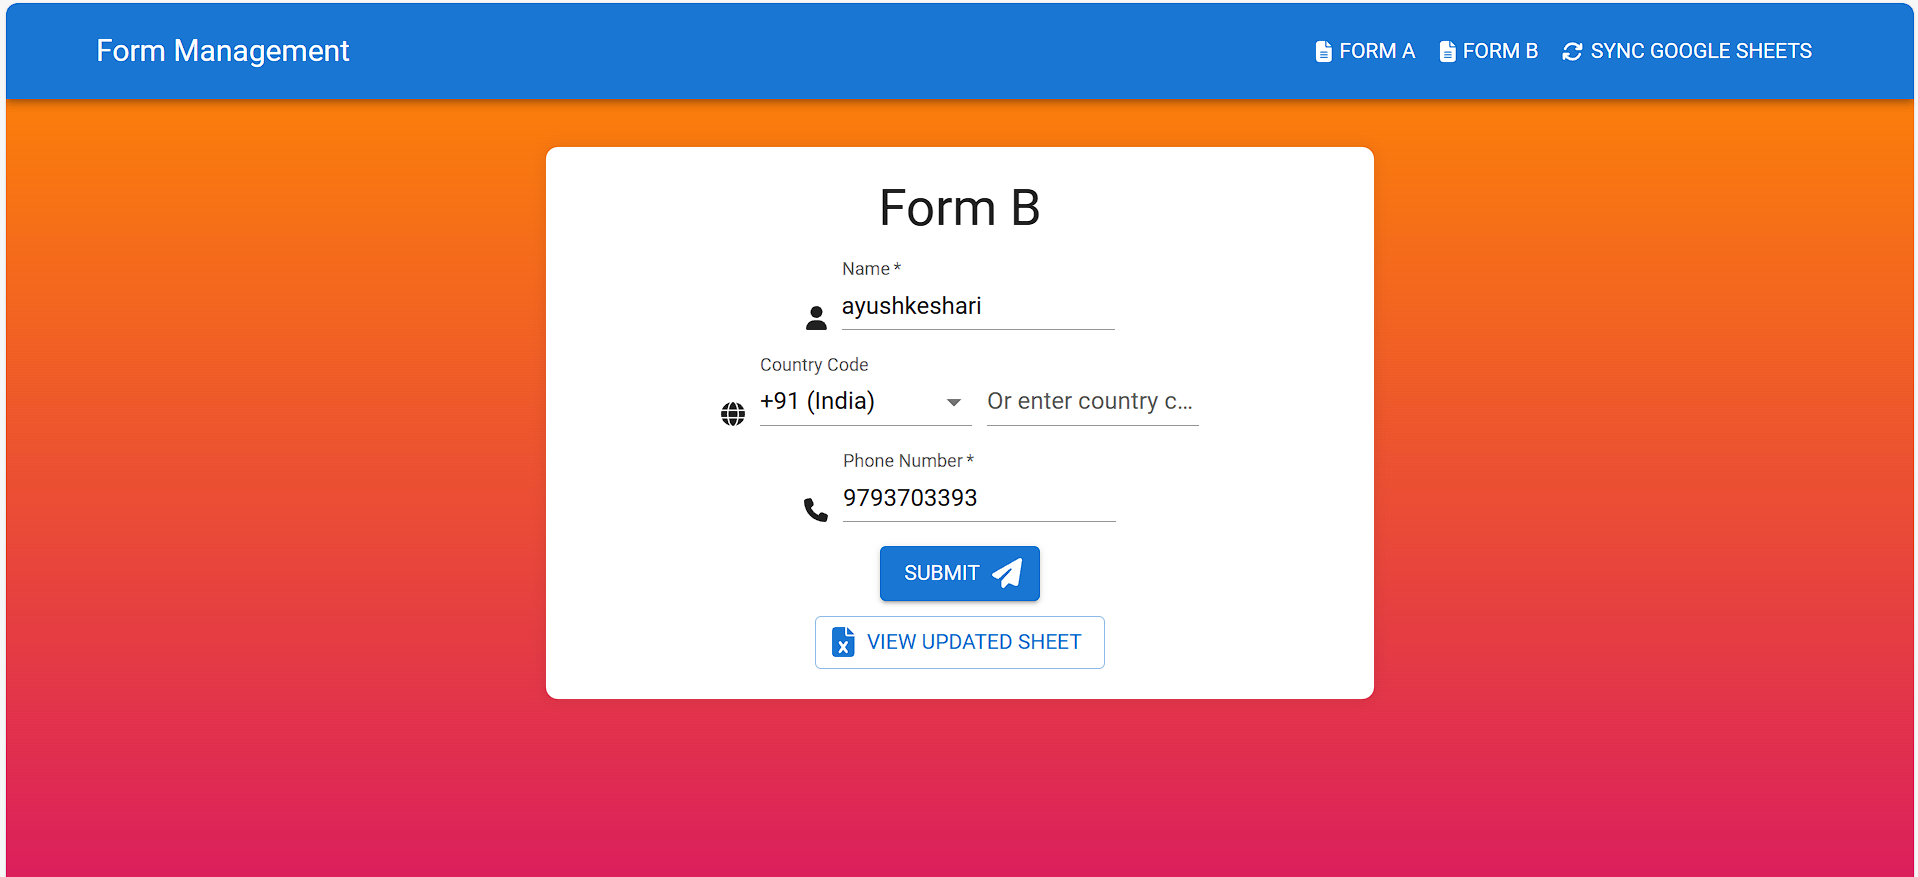 Form Management
FORM A
FORM B
SYNC GOOGLE SHEETS
Form B
Name *
ayushkeshari
Country Code
+91 (India)
Or enter country c...
Phone Number *
9793703393
SUBMIT
VIEW UPDATED SHEET